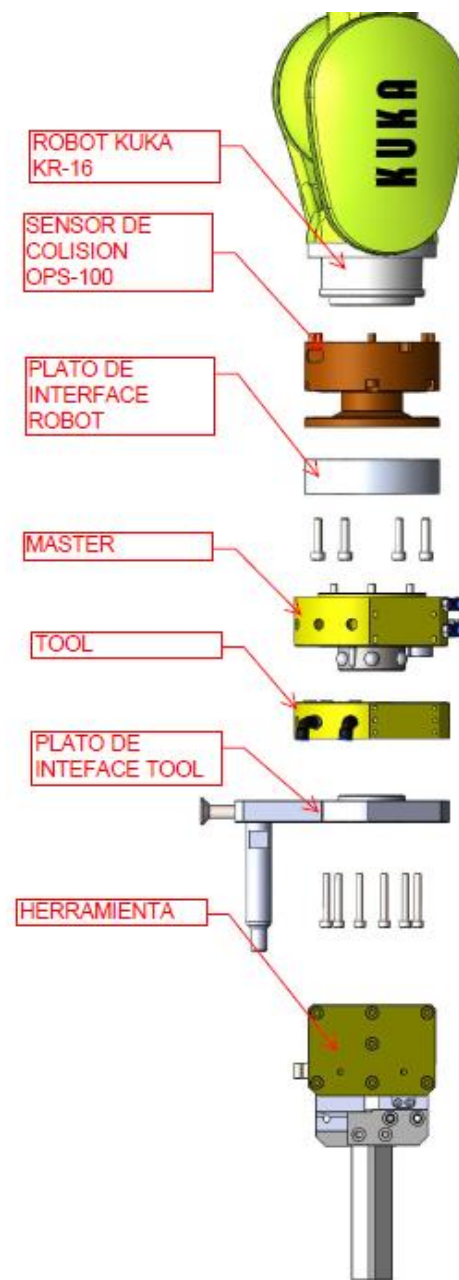 KUKA
ROBOT KUKA
KR-16
SENSOR DE
COLISION
OPS-100
PLATO DE
INTERFACE
ROBOT
MASTER
TOOL
PLATO DE
INTEFACE TOOL
HERRAMIENTA